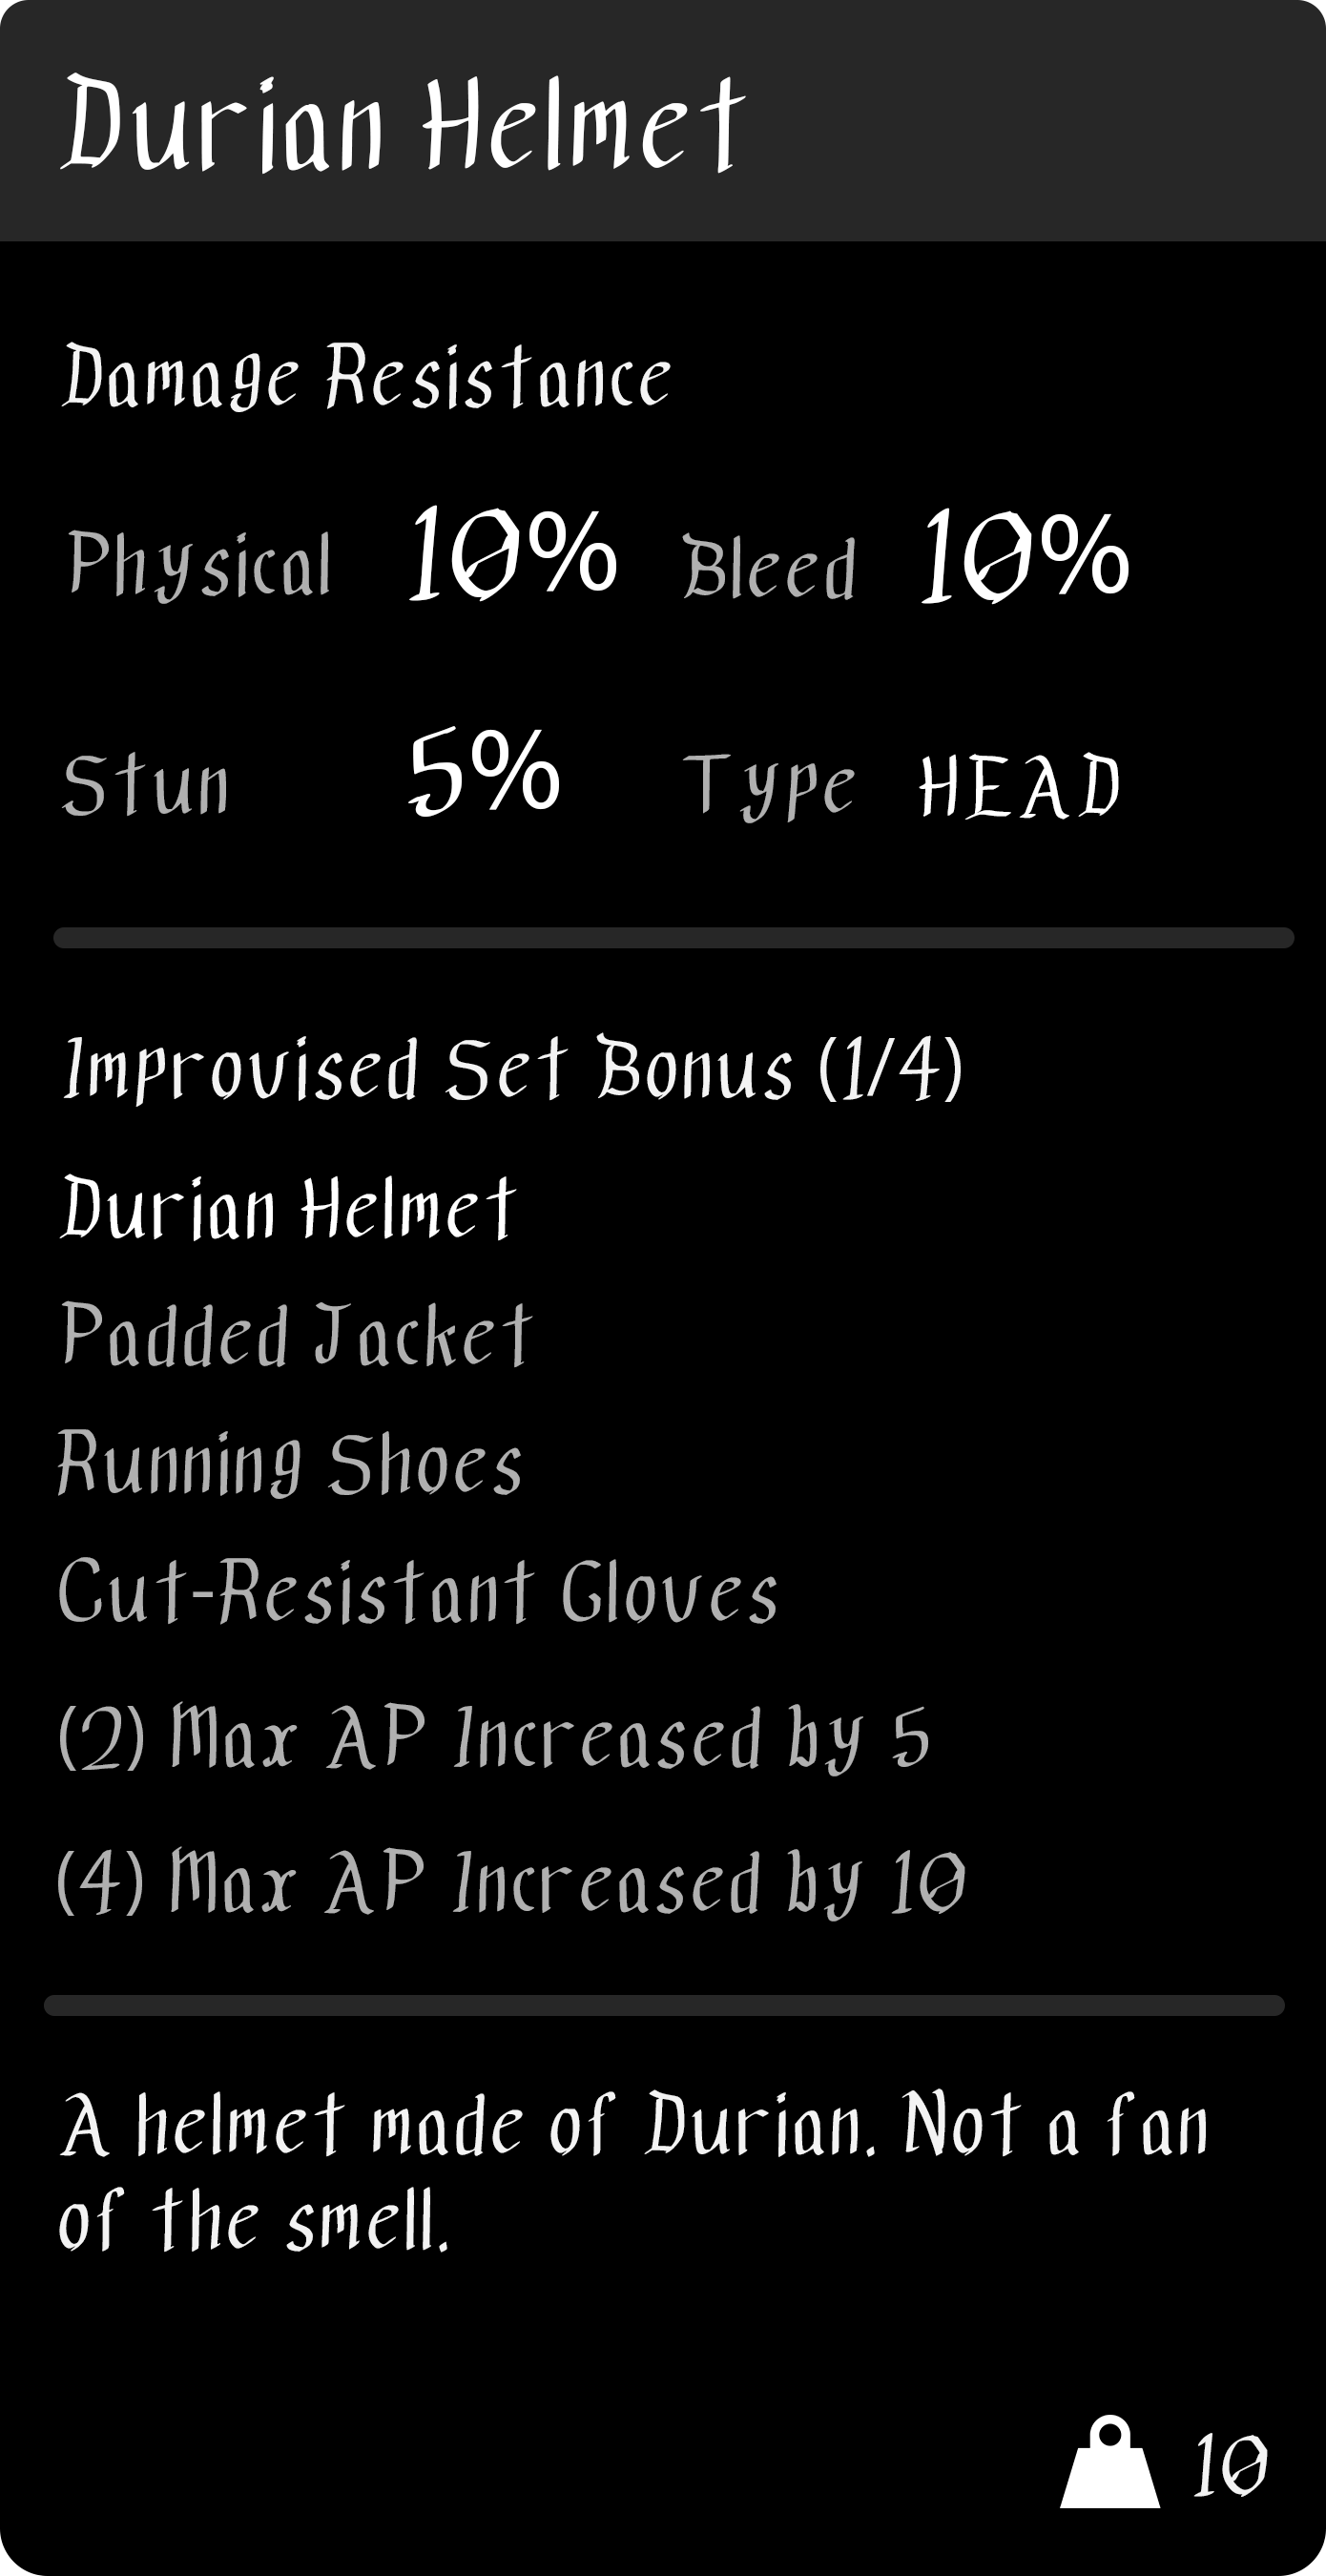 Durian Helmet
Damage Resistance
Physical 10% Bleed 10%
Stun 5% Type HEAD
Improvised Set Bonus (1/4)
Durian Helmet
Padded Jacket
Running Shoes
Cut-Resistant Gloves
(2) Max AP Increased by 5
(4) Max AP Increased by 10
A helmet made of Durian. Not a fan
of the smell.
10